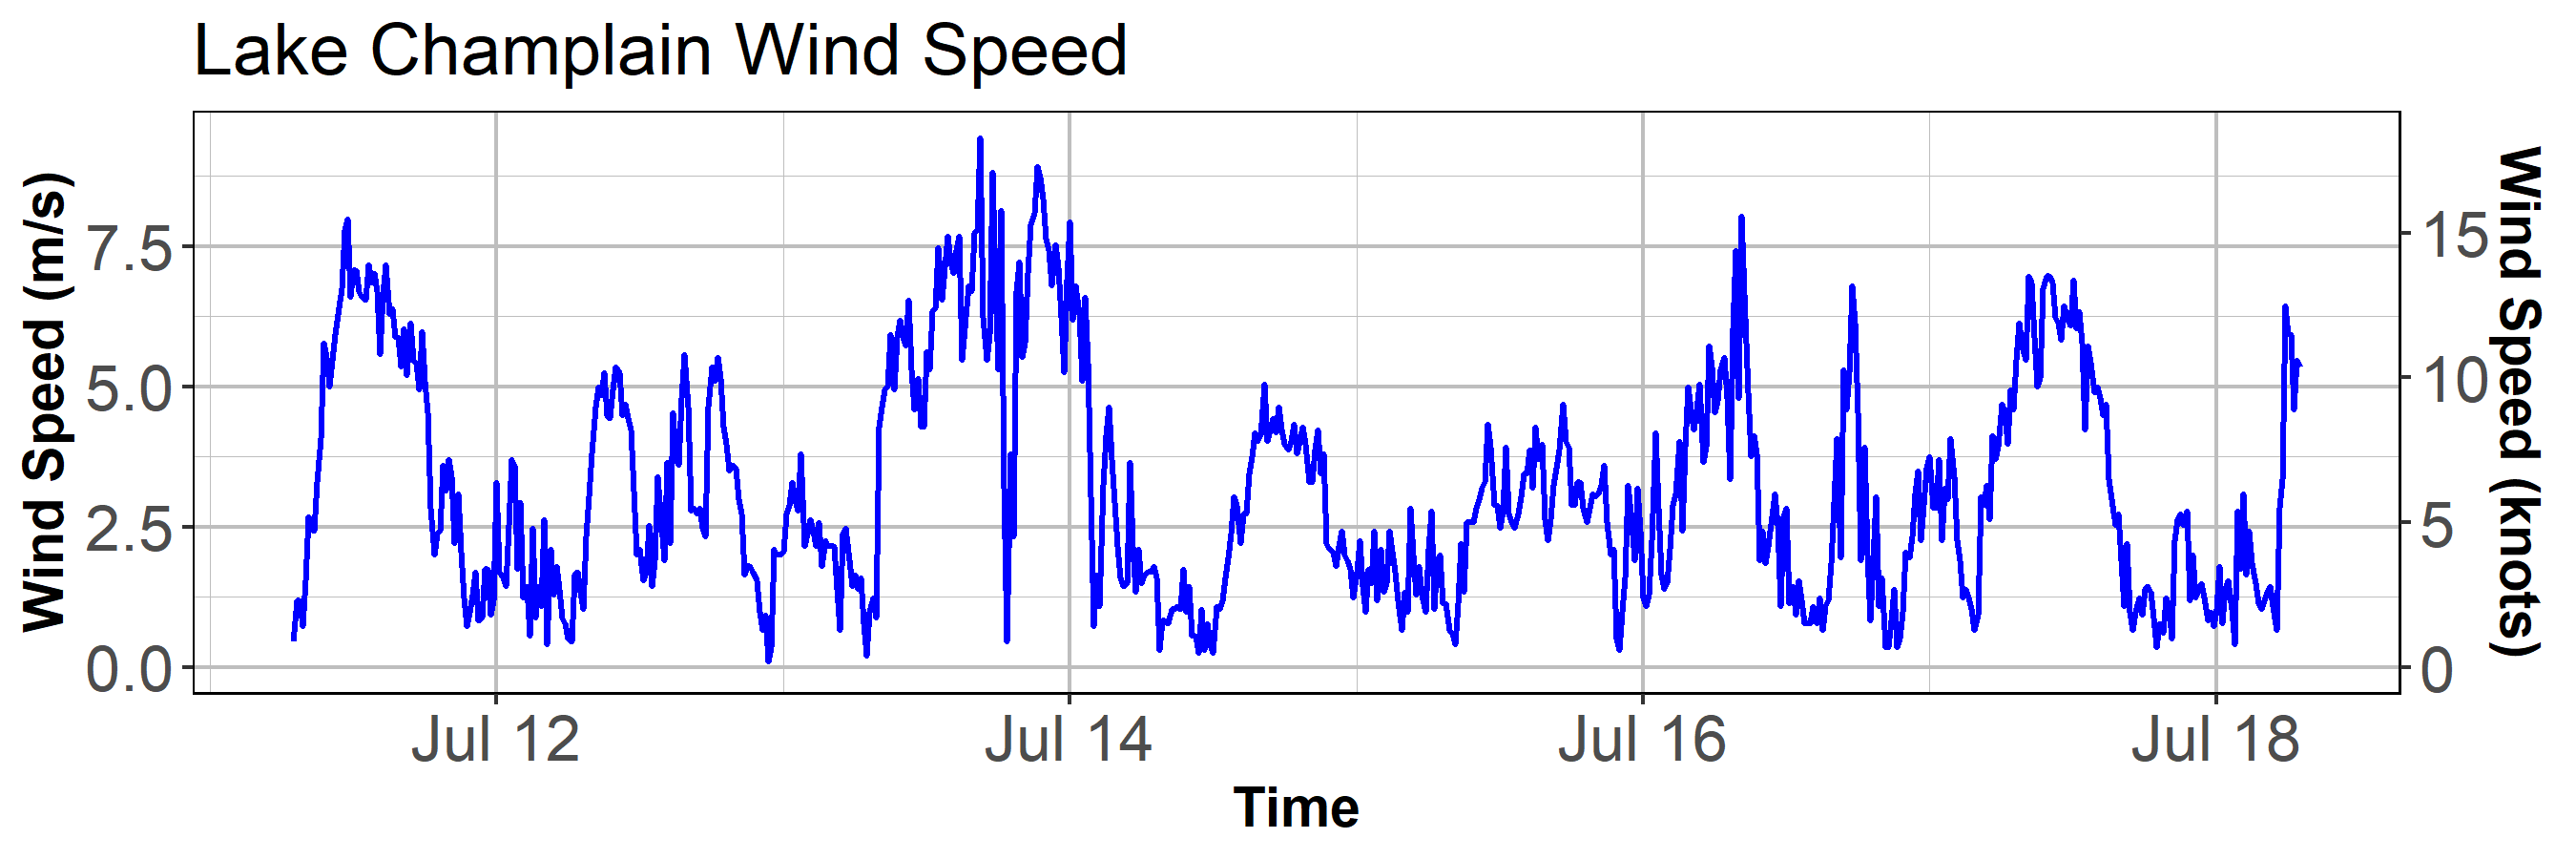 Lake Champlain Wind Speed
Wind Speed (m/s)
7.5
5.0
2.5
0.0
15
10
5
0
Wind Speed (knots)
Jul 12
Jul 14
Jul 16
Jul 18
Time